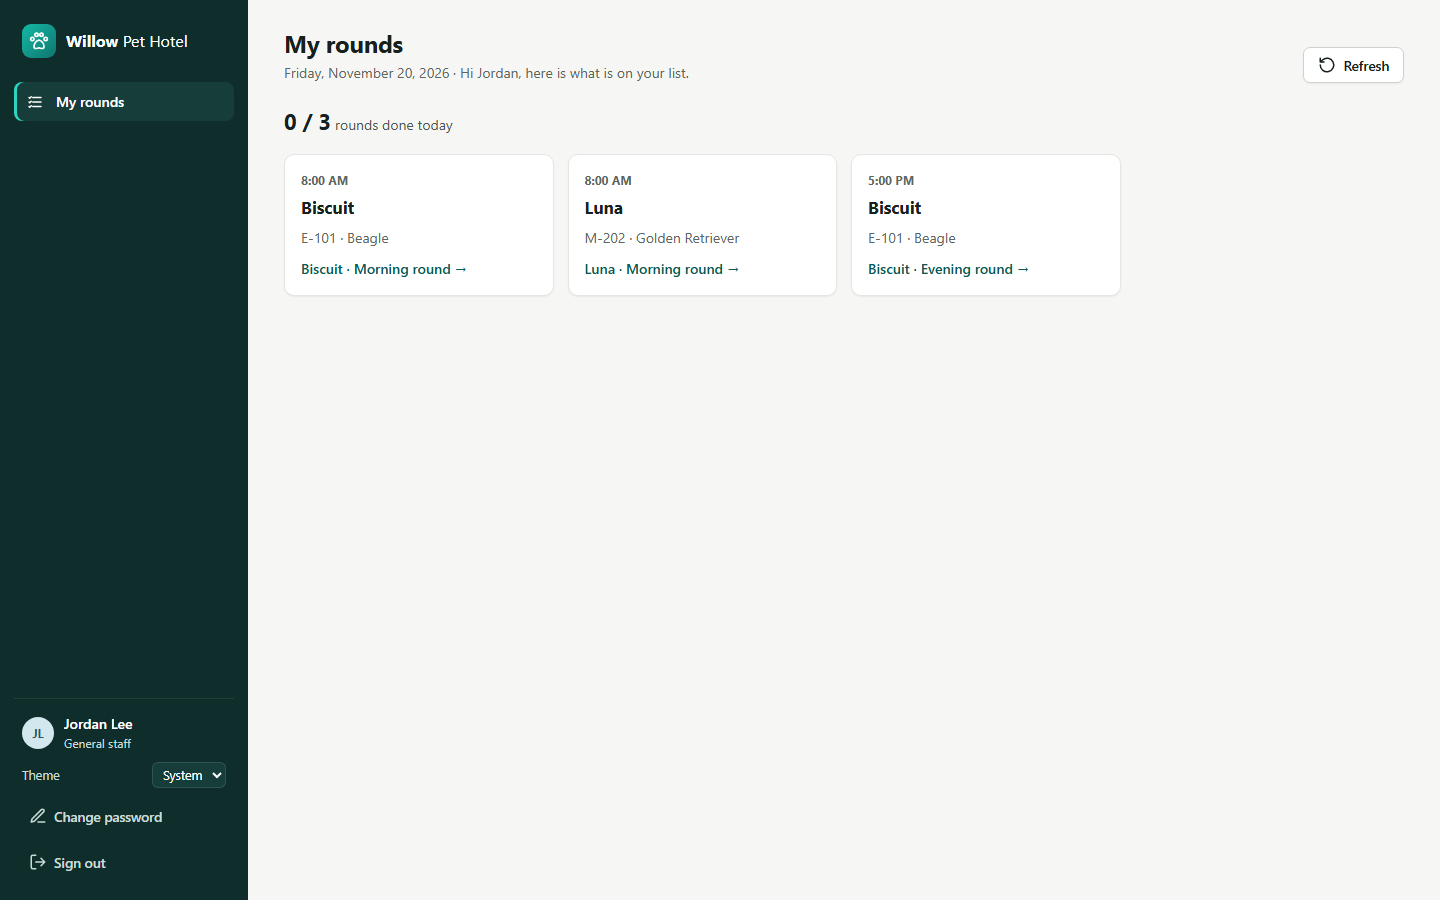 Willow Pet Hotel
My rounds
My rounds
Friday, November 20, 2026 · Hi Jordan, here is what is on your list.
Refresh
0 / 3 rounds done today
8:00 AM
Biscuit
E-101 · Beagle
Biscuit · Morning round →
8:00 AM
Luna
M-202 · Golden Retriever
Luna · Morning round →
5:00 PM
Biscuit
E-101 · Beagle
Biscuit · Evening round →
JL
Jordan Lee
General staff
Theme
System
Change password
Sign out